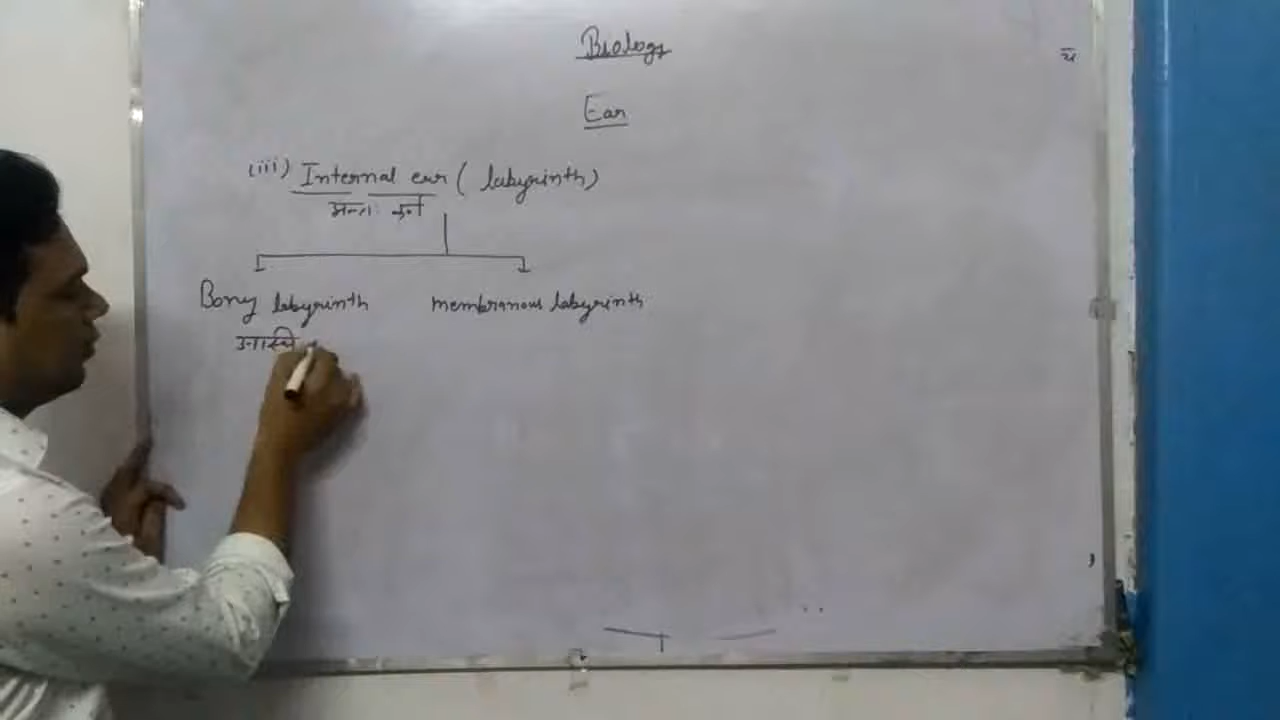 Biology
Ear
(iii) Internal ear ( labyrinth)
अन्तः कर्ण
Bony labyrinth membranous labyrinth